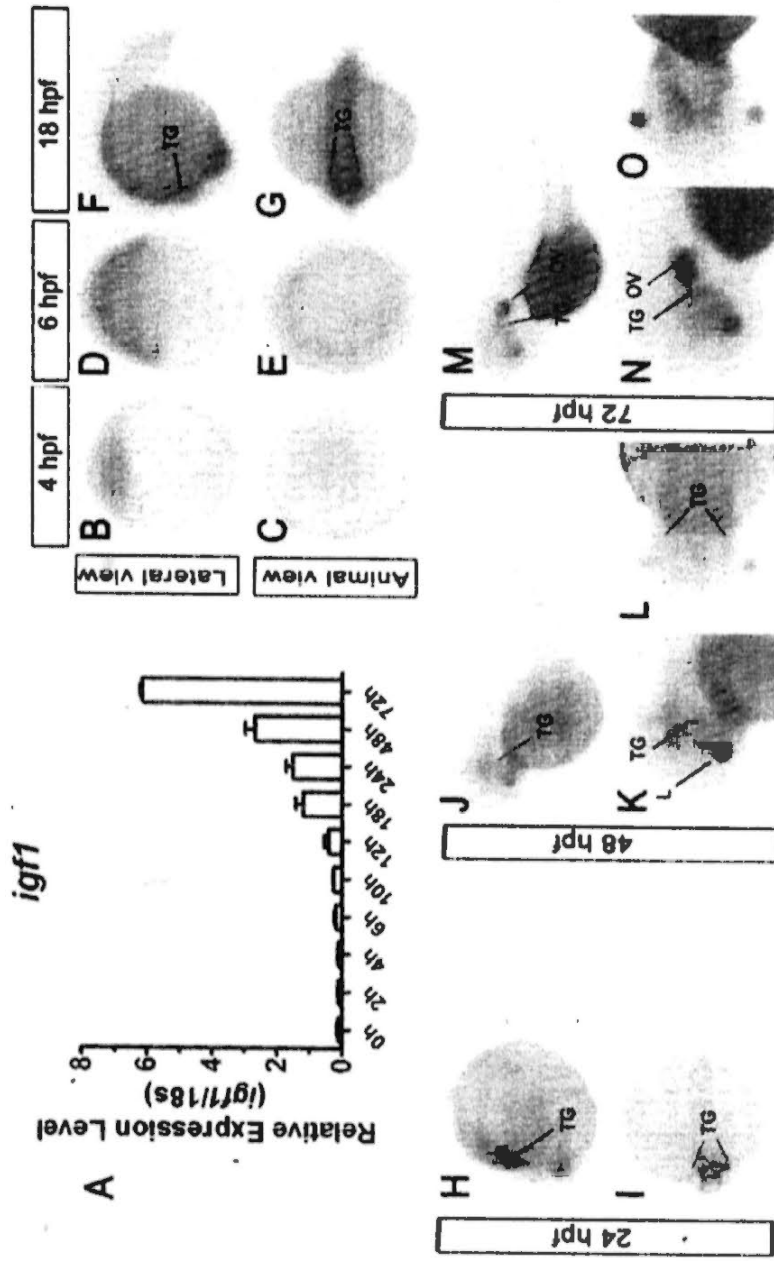 igf1
A
Relative Expression Level
(igf1/18s)
8
6
4
2
0
0h
2h
4h
6h
10h
12h
18h
24h
48h
72h
4 hpf
6 hpf
18 hpf
Lateral view
Animal view
B
D
F
TG
C
E
G
TG
24 hpf
H
TG
I
TG
48 hpf
J
TG
K
TG
L
L
TG
72 hpf
M
OV
N
TG OV
O